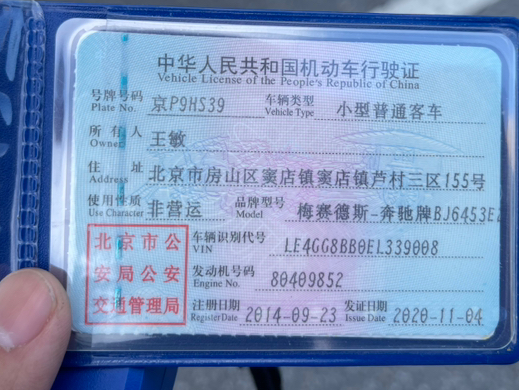 中华人民共和国机动车行驶证
Vehicle License of the People's Republic of China
号牌号码 京P9HS39 车辆类型 小型普通客车
Plate No. Vehicle Type
所有人 王敏
Owner
住址 北京市房山区窦店镇窦店镇芦村三区155号
Address
使用性质 非营运 品牌型号 梅赛德斯-奔驰牌BJ6453E
Use Character Model
北京市公安局公安交通管理局
车辆识别代号 LE4GG8BB0EL339008
VIN
发动机号码 80409852
Engine No.
注册日期 2014-09-23 发证日期 2020-11-04
Register Date Issue Date